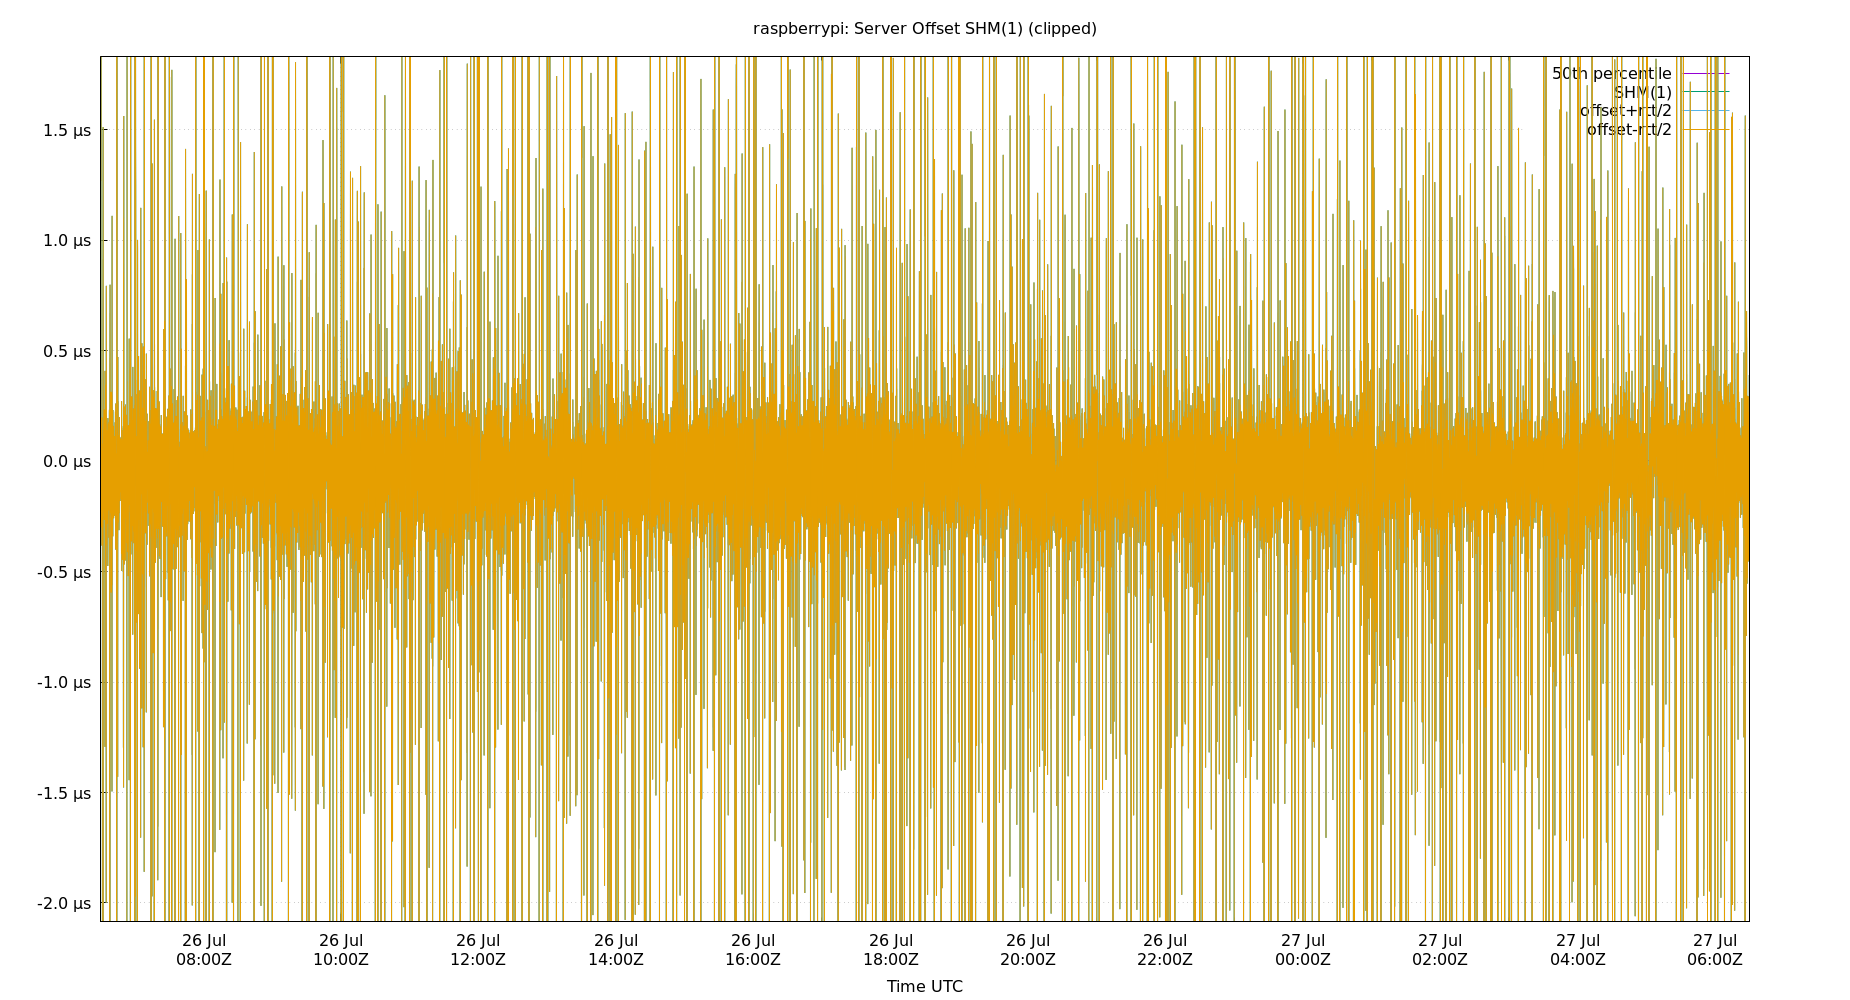 raspberrypi: Server Offset SHM(1) (clipped)
50th percentile
SHM(1)
offset+rtt/2
offset-rtt/2
1.5 µs
1.0 µs
0.5 µs
0.0 µs
-0.5 µs
-1.0 µs
-1.5 µs
-2.0 µs
26 Jul 26 Jul 26 Jul 26 Jul 26 Jul 26 Jul 26 Jul 26 Jul 27 Jul 27 Jul 27 Jul 27 Jul
08:00Z 10:00Z 12:00Z 14:00Z 16:00Z 18:00Z 20:00Z 22:00Z 00:00Z 02:00Z 04:00Z 06:00Z
Time UTC